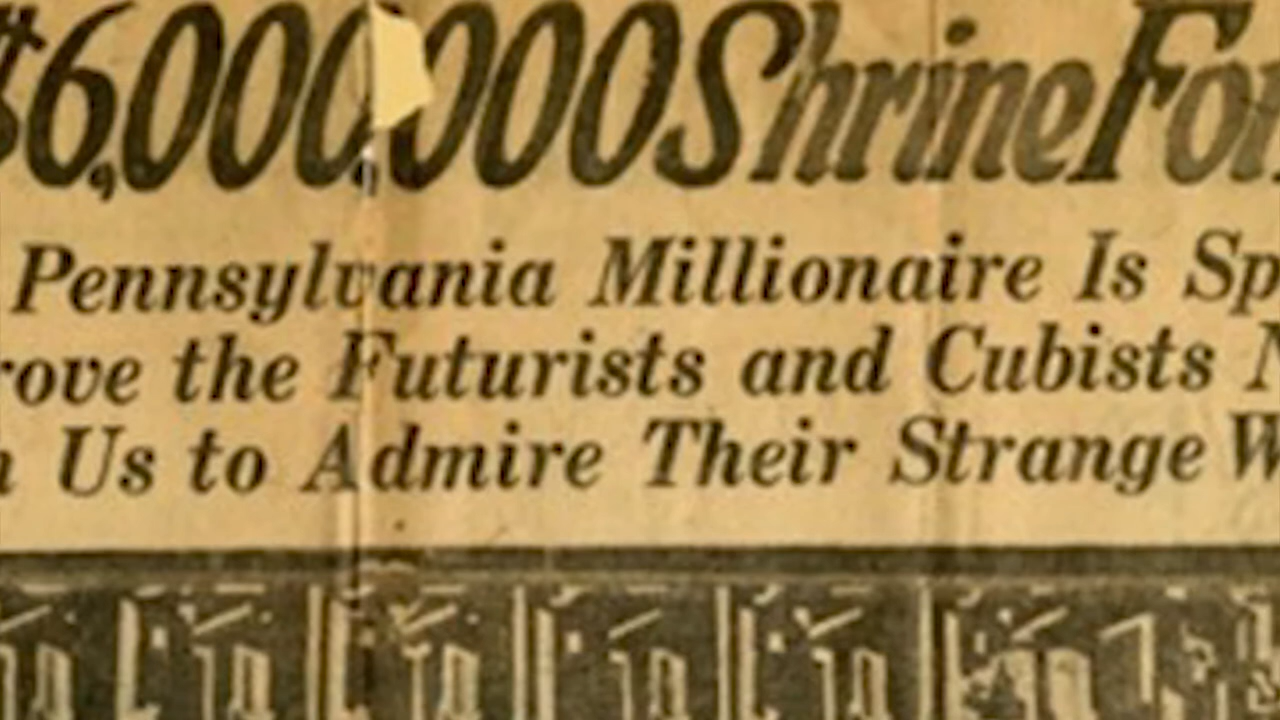 $6,000,000 Shrine For
Pennsylvania Millionaire Is Sp
rove the Futurists and Cubists N
n Us to Admire Their Strange W